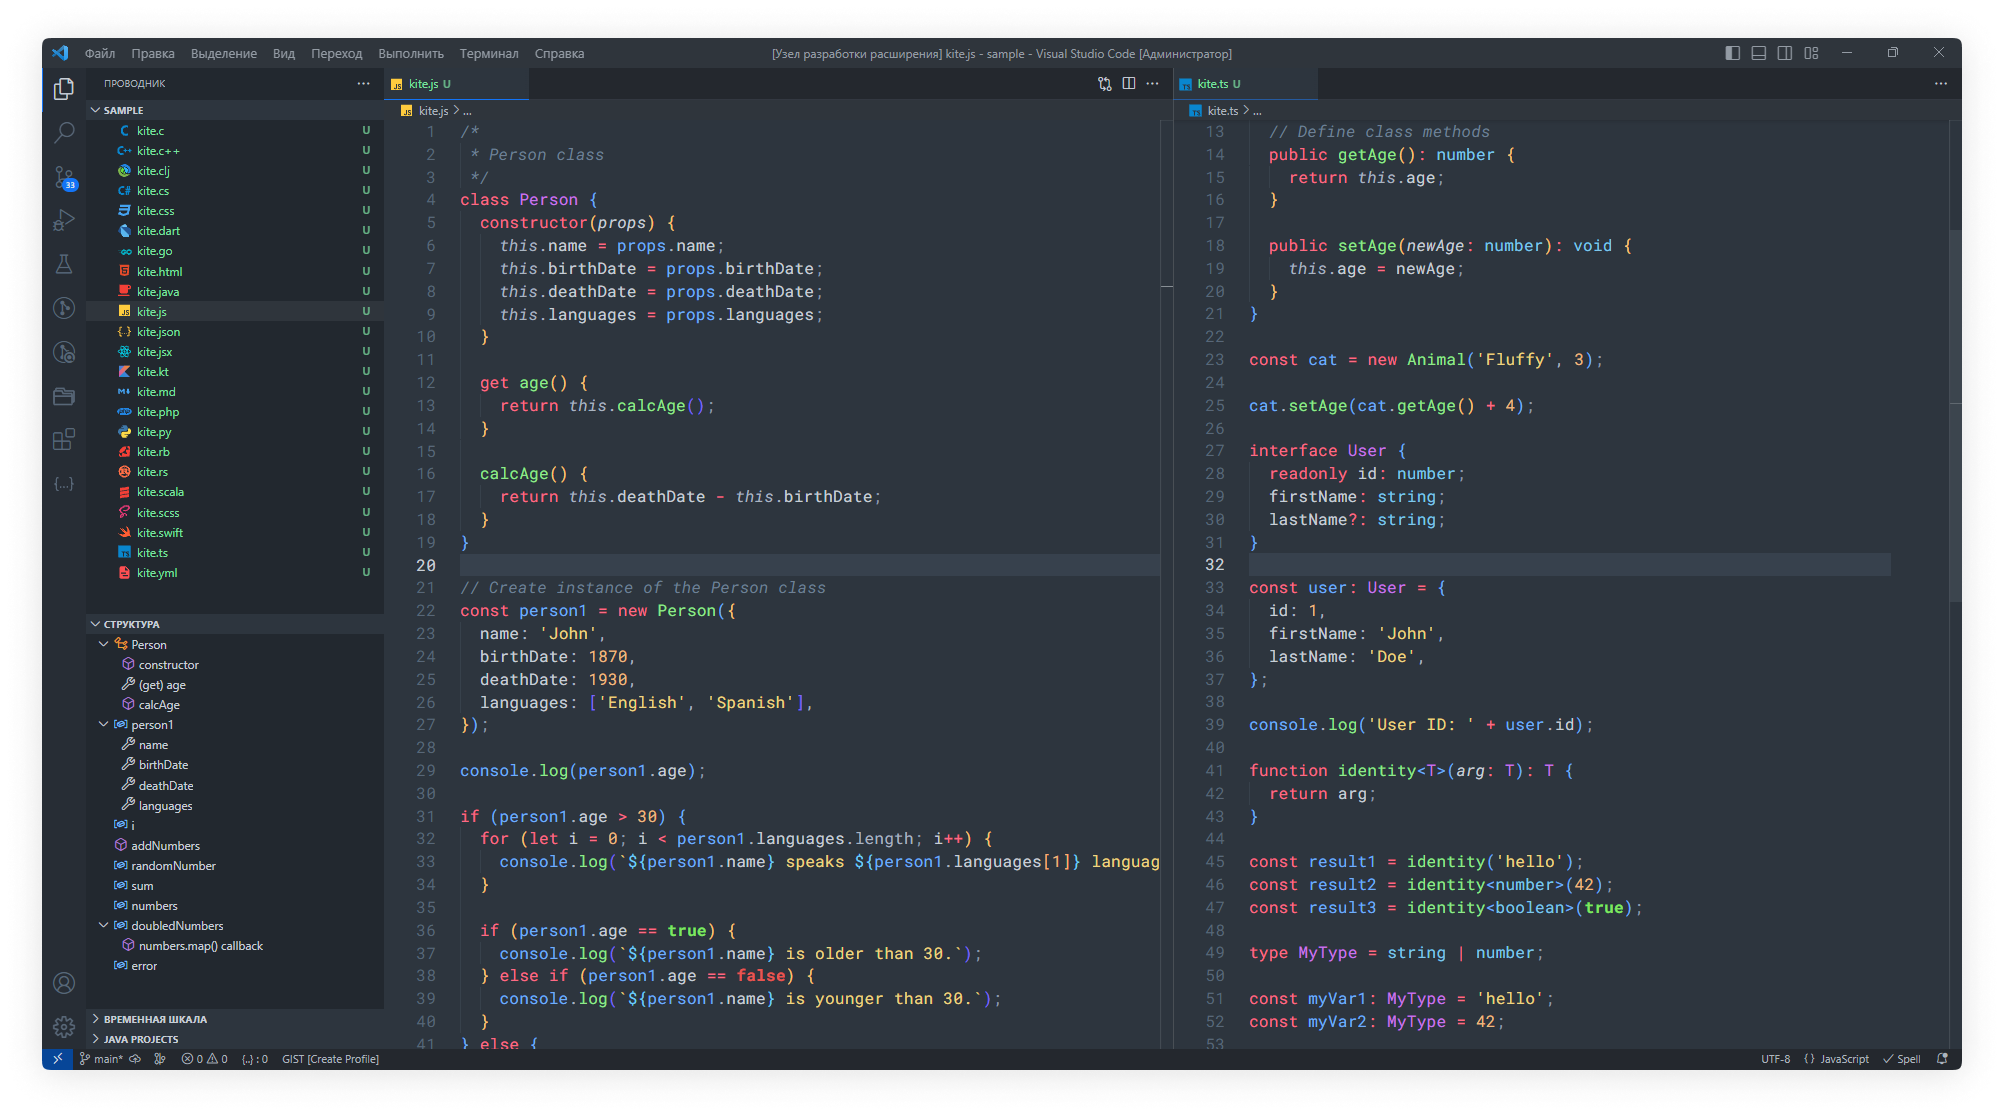 Файл Правка Выделение Вид Переход Выполнить Терминал Справка
[Узел разработки расширения] kite.js - sample - Visual Studio Code [Администратор]
ПРОВОДНИК
SAMPLE
kite.c U
kite.c++ U
kite.clj U
kite.cs U
kite.css U
kite.dart U
kite.go U
kite.html U
kite.java U
kite.js U
kite.json U
kite.jsx U
kite.kt U
kite.md U
kite.php U
kite.py U
kite.rb U
kite.rs U
kite.scala U
kite.scss U
kite.swift U
kite.ts U
kite.yml U
33
СТРУКТУРА
Person
constructor
(get) age
calcAge
person1
name
birthDate
deathDate
languages
i
addNumbers
randomNumber
sum
numbers
doubledNumbers
numbers.map() callback
error
ВРЕМЕННАЯ ШКАЛА
JAVA PROJECTS
kite.js U
kite.js > ...
1 /*
2  * Person class
3  */
4 class Person {
5   constructor(props) {
6     this.name = props.name;
7     this.birthDate = props.birthDate;
8     this.deathDate = props.deathDate;
9     this.languages = props.languages;
10   }
11
12   get age() {
13     return this.calcAge();
14   }
15
16   calcAge() {
17     return this.deathDate - this.birthDate;
18   }
19 }
20
21 // Create instance of the Person class
22 const person1 = new Person({
23   name: 'John',
24   birthDate: 1870,
25   deathDate: 1930,
26   languages: ['English', 'Spanish'],
27 });
28
29 console.log(person1.age);
30
31 if (person1.age > 30) {
32   for (let i = 0; i < person1.languages.length; i++) {
33     console.log(`${person1.name} speaks ${person1.languages[1]} languag
34   }
35
36   if (person1.age == true) {
37     console.log(`${person1.name} is older than 30.`);
38   } else if (person1.age == false) {
39     console.log(`${person1.name} is younger than 30.`);
40   }
41 } else {
kite.ts U
kite.ts > ...
13   // Define class methods
14   public getAge(): number {
15     return this.age;
16   }
17
18   public setAge(newAge: number): void {
19     this.age = newAge;
20   }
21 }
22
23 const cat = new Animal('Fluffy', 3);
24
25 cat.setAge(cat.getAge() + 4);
26
27 interface User {
28   readonly id: number;
29   firstName: string;
30   lastName?: string;
31 }
32
33 const user: User = {
34   id: 1,
35   firstName: 'John',
36   lastName: 'Doe',
37 };
38
39 console.log('User ID: ' + user.id);
40
41 function identity<T>(arg: T): T {
42   return arg;
43 }
44
45 const result1 = identity('hello');
46 const result2 = identity<number>(42);
47 const result3 = identity<boolean>(true);
48
49 type MyType = string | number;
50
51 const myVar1: MyType = 'hello';
52 const myVar2: MyType = 42;
53
main* 0 0 {..} : 0 GIST [Create Profile]
UTF-8 {} JavaScript Spell